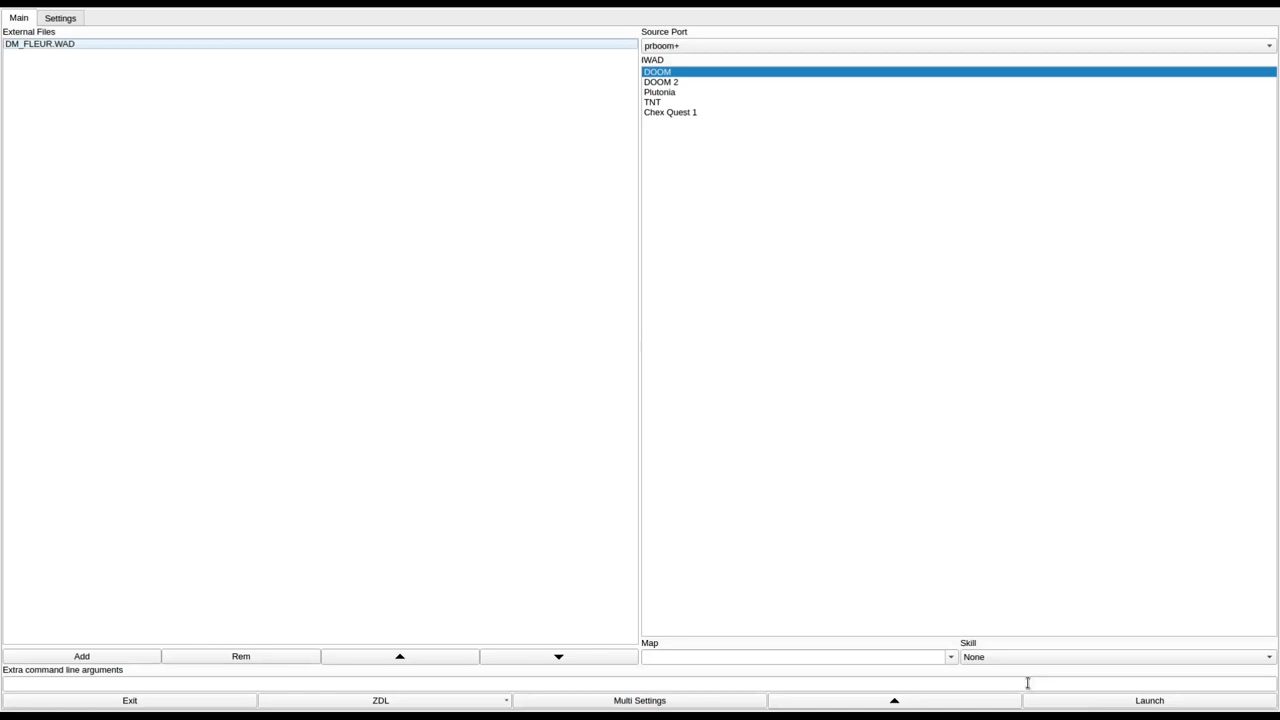 Main Settings
External Files
DM_FLEUR.WAD
Source Port
prboom+
IWAD
DOOM
DOOM 2
Plutonia
TNT
Chex Quest 1
Map Skill
None
Add Rem
Extra command line arguments
Exit ZDL Multi Settings Launch